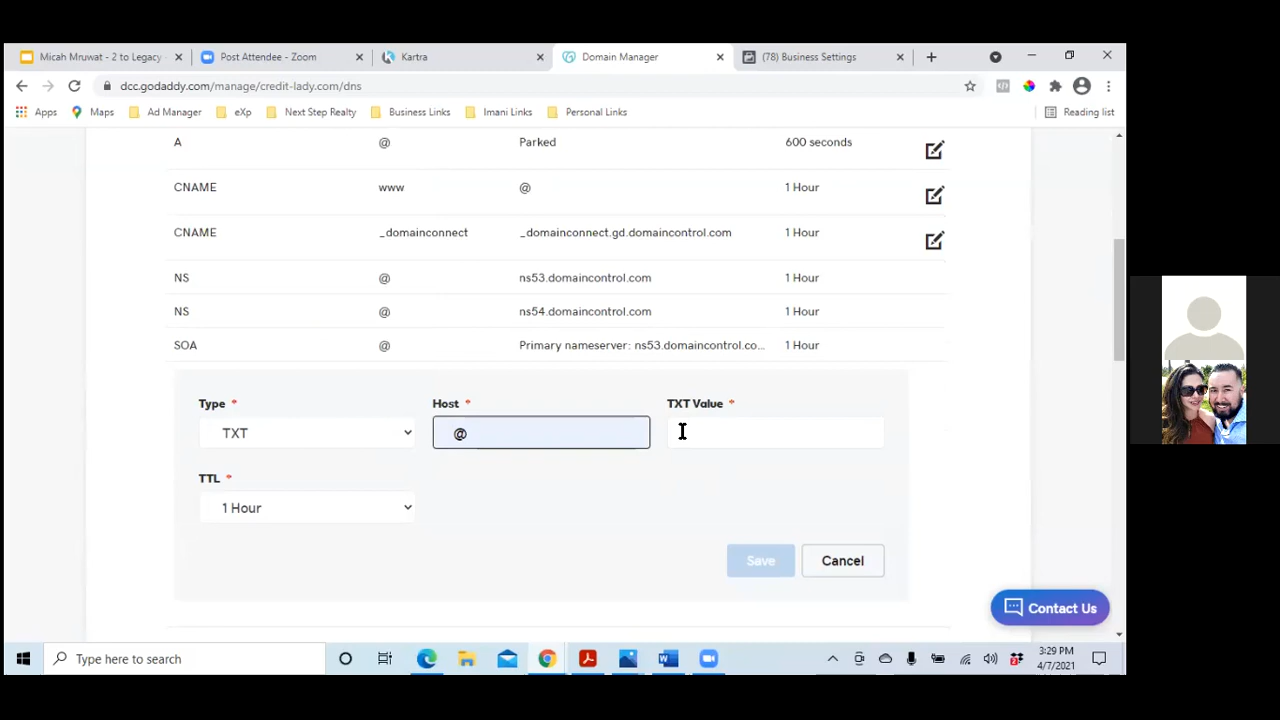 Micah Mruwat - 2 to Legacy
Post Attendee - Zoom
Kartra
Domain Manager
(78) Business Settings
dcc.godaddy.com/manage/credit-lady.com/dns
Apps Maps Ad Manager eXp Next Step Realty Business Links Imani Links Personal Links Reading list
A @ Parked 600 seconds
CNAME www @ 1 Hour
CNAME _domainconnect _domainconnect.gd.domaincontrol.com 1 Hour
NS @ ns53.domaincontrol.com 1 Hour
NS @ ns54.domaincontrol.com 1 Hour
SOA @ Primary nameserver: ns53.domaincontrol.co... 1 Hour
Type * Host * TXT Value *
TXT @
TTL *
1 Hour
Save Cancel
Contact Us
Type here to search
3:29 PM
4/7/2021